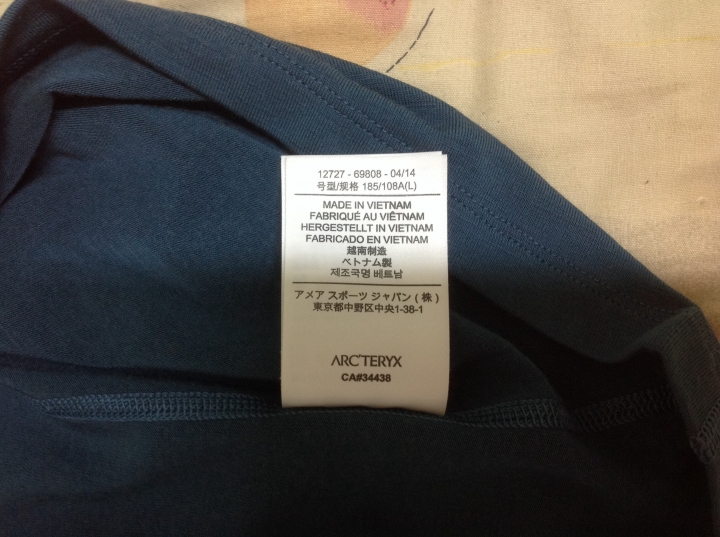 12727 - 69808 - 04/14
号型/规格 185/108A(L)
MADE IN VIETNAM
FABRIQUÉ AU VIÊTNAM
HERGESTELLT IN VIETNAM
FABRICADO EN VIETNAM
越南制造
ベトナム製
제조국명 베트남
アメア スポーツ ジャパン ( 株 )
東京都中野区中央1-38-1
ARC'TERYX
CA#34438